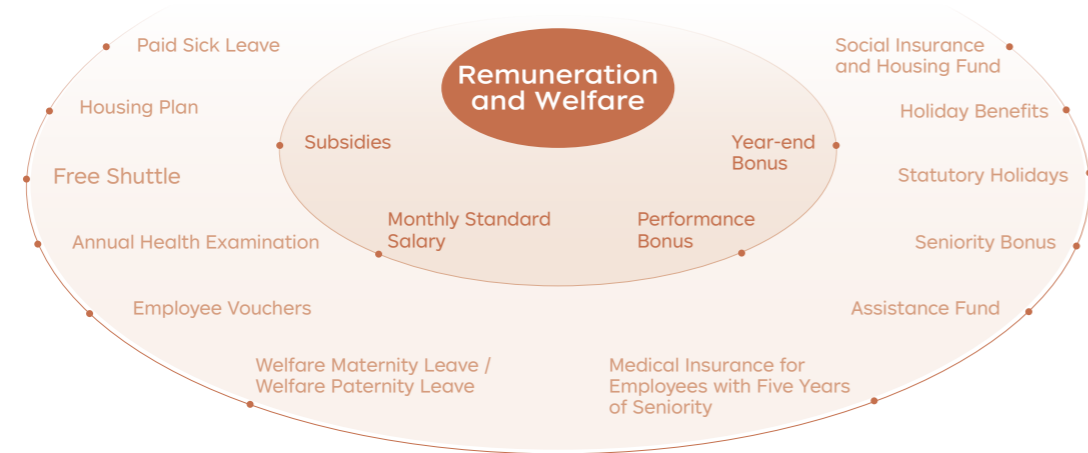 Remuneration
and Welfare
Subsidies
Monthly Standard
Salary
Performance
Bonus
Year-end
Bonus
Paid Sick Leave
Housing Plan
Free Shuttle
Annual Health Examination
Employee Vouchers
Welfare Maternity Leave /
Welfare Paternity Leave
Medical Insurance for
Employees with Five Years
of Seniority
Assistance Fund
Seniority Bonus
Statutory Holidays
Holiday Benefits
Social Insurance
and Housing Fund